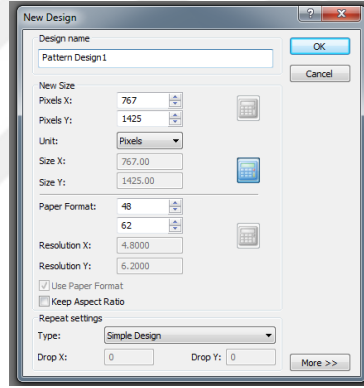 New Design
Design name
Pattern Design1
OK
Cancel
New Size
Pixels X: 767
Pixels Y: 1425
Unit: Pixels
Size X: 767.00
Size Y: 1425.00
Paper Format: 48
62
Resolution X: 4.8000
Resolution Y: 6.2000
Use Paper Format
Keep Aspect Ratio
Repeat settings
Type: Simple Design
Drop X: 0 Drop Y: 0
More >>